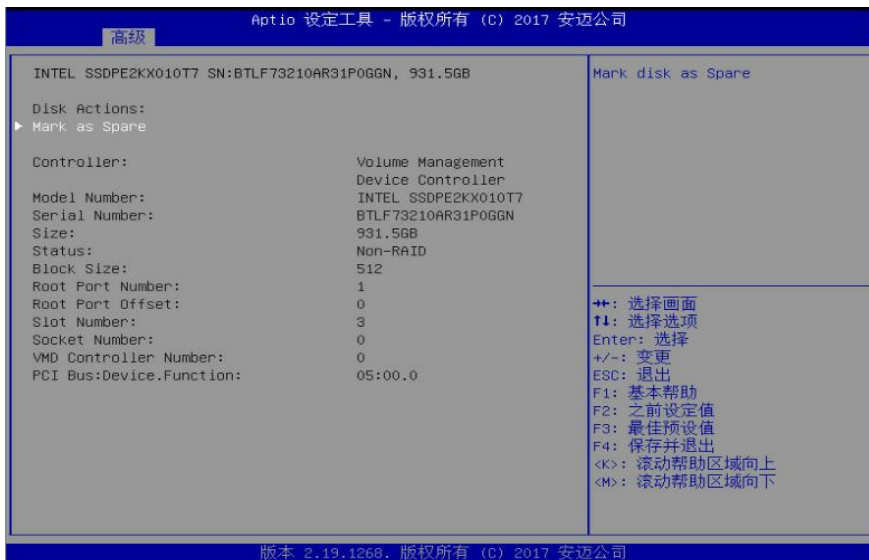 Aptio 设定工具 - 版权所有 (C) 2017 安迈公司
高级
INTEL SSDPE2KX010T7 SN:BTLF73210AR31P0GGN, 931.5GB
Disk Actions:
▶ Mark as Spare
Controller: Volume Management
Device Controller
Model Number: INTEL SSDPE2KX010T7
Serial Number: BTLF73210AR31P0GGN
Size: 931.5GB
Status: Non-RAID
Block Size: 512
Root Port Number: 1
Root Port Offset: 0
Slot Number: 3
Socket Number: 0
VMD Controller Number: 0
PCI Bus:Device.Function: 05:00.0
Mark disk as Spare
→←: 选择画面
↑↓: 选择选项
Enter: 选择
+/-: 变更
ESC: 退出
F1: 基本帮助
F2: 之前设定值
F3: 最佳预设值
F4: 保存并退出
<K>: 滚动帮助区域向上
<M>: 滚动帮助区域向下
版本 2.19.1268. 版权所有 (C) 2017 安迈公司